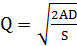 Q = √(2AD/S)